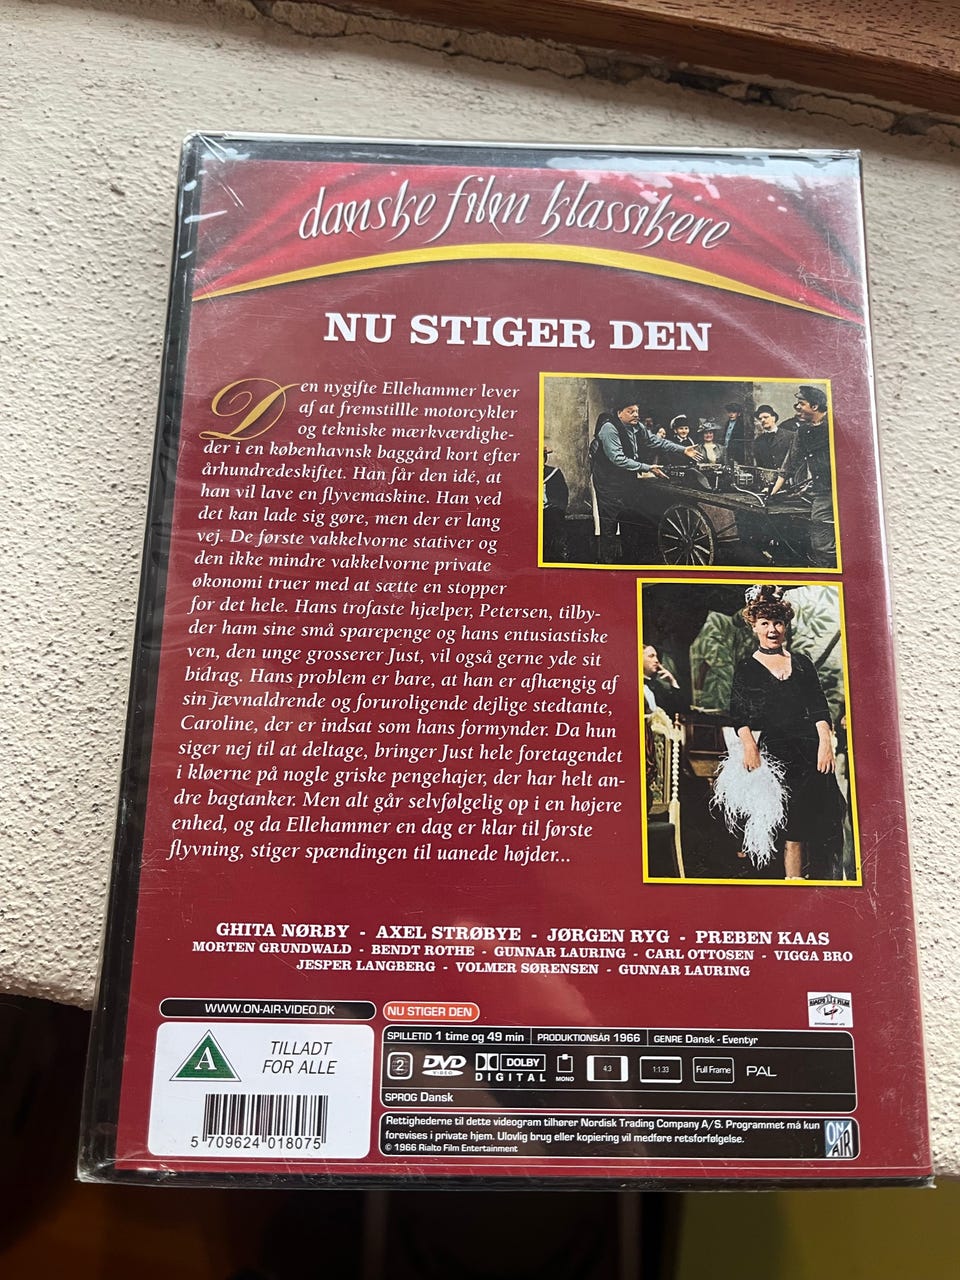 danske film klassikere
NU STIGER DEN
Den nygifte Ellehammer lever
af at fremstillle motorcykler
og tekniske mærkværdighe-
der i en københavnsk baggård kort efter
århundredeskiftet. Han får den idé, at
han vil lave en flyvemaskine. Han ved
det kan lade sig gøre, men der er lang
vej. De første vakkelvorne stativer og
den ikke mindre vakkelvorne private
økonomi truer med at sætte en stopper
for det hele. Hans trofaste hjælper, Petersen, tilby-
der ham sine små sparepenge og hans entusiastiske
ven, den unge grosserer Just, vil også gerne yde sit
bidrag. Hans problem er bare, at han er afhængig af
sin jævnaldrende og foruroligende dejlige stedtante,
Caroline, der er indsat som hans formynder. Da hun
siger nej til at deltage, bringer Just hele foretagendet
i kløerne på nogle griske pengehajer, der har helt an-
dre bagtanker. Men alt går selvfølgelig op i en højere
enhed, og da Ellehammer en dag er klar til første
flyvning, stiger spændingen til uanede højder...
GHITA NØRBY - AXEL STRØBYE - JØRGEN RYG - PREBEN KAAS
MORTEN GRUNDWALD - BENDT ROTHE - GUNNAR LAURING - CARL OTTOSEN - VIGGA BRO
JESPER LANGBERG - VOLMER SØRENSEN - GUNNAR LAURING
WWW.ON-AIR-VIDEO.DK
NU STIGER DEN
A
TILLADT
FOR ALLE
5 709624 018075
SPILLETID 1 time og 49 min PRODUKTIONSÅR 1966 GENRE Dansk - Eventyr
2 DVD VIDEO DOLBY DIGITAL MONO 4:3 1:1.33 Full Frame PAL
SPROG Dansk
Rettighederne til dette videogram tilhører Nordisk Trading Company A/S. Programmet må kun
forevises i private hjem. Ulovlig brug eller kopiering vil medføre retsforfølgelse.
© 1966 Rialto Film Entertainment
ON AIR